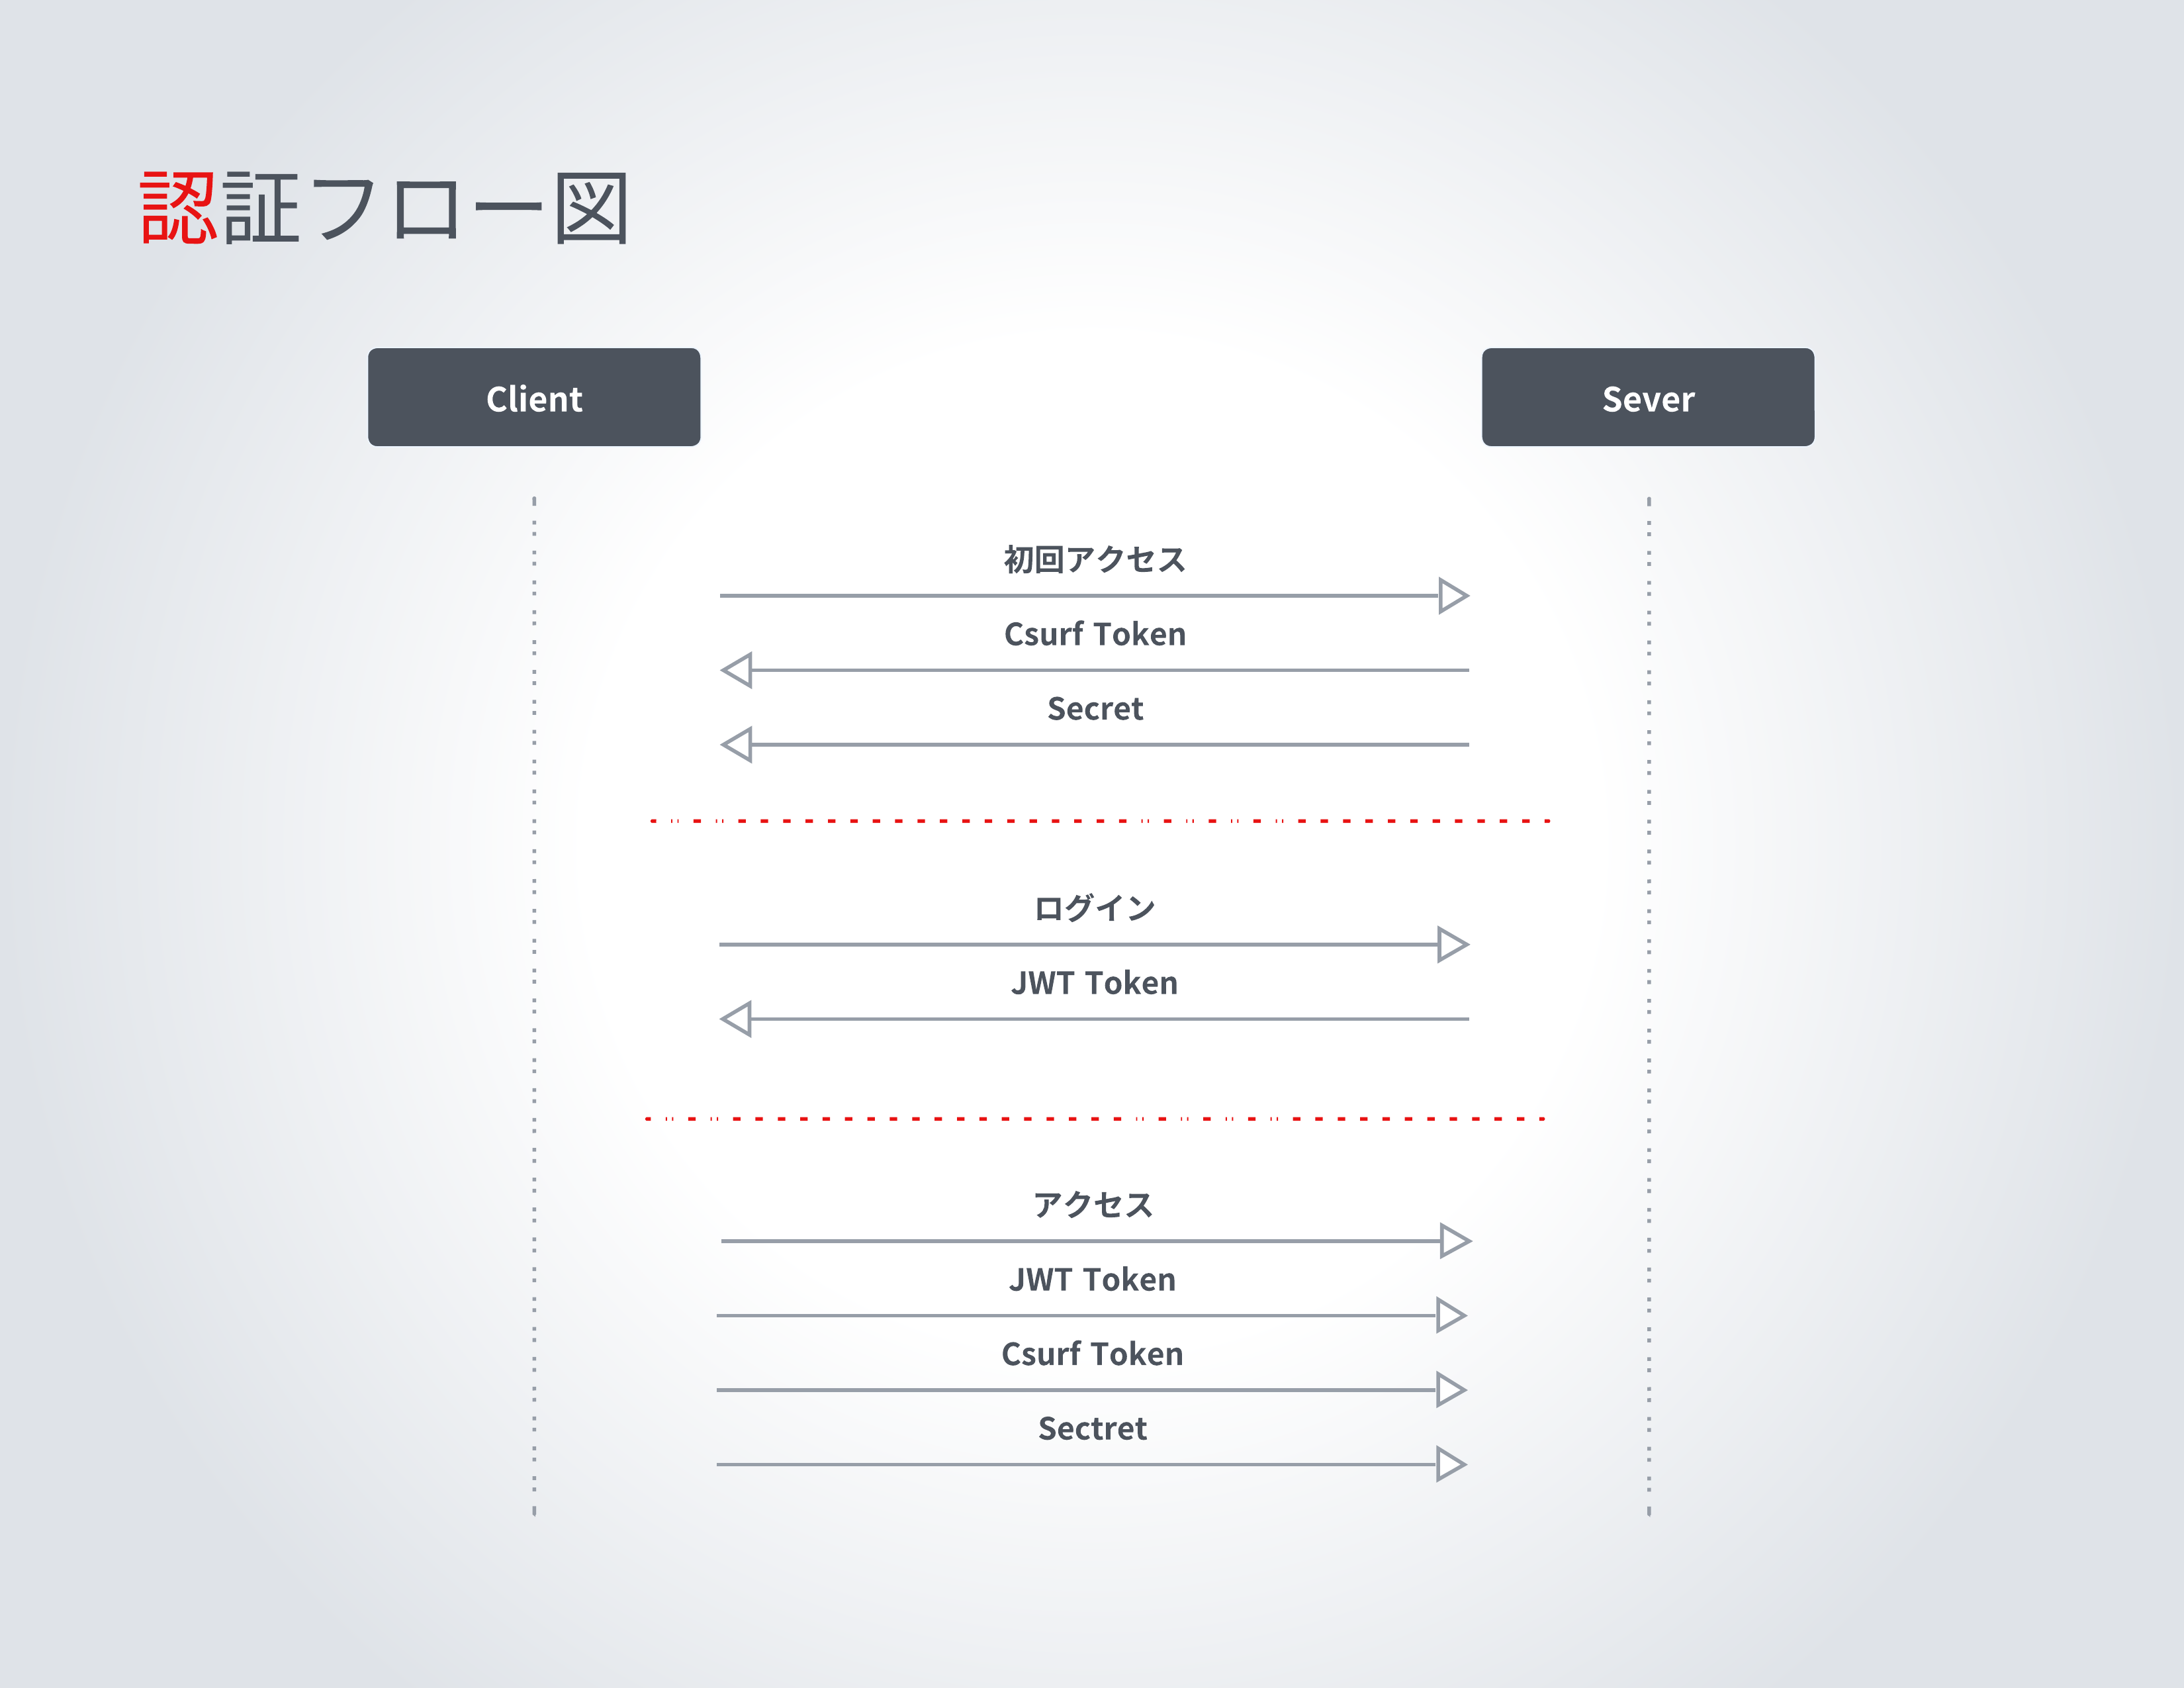 認証フロー図
Client
Sever
初回アクセス
Csurf Token
Secret
ログイン
JWT Token
アクセス
JWT Token
Csurf Token
Sectret